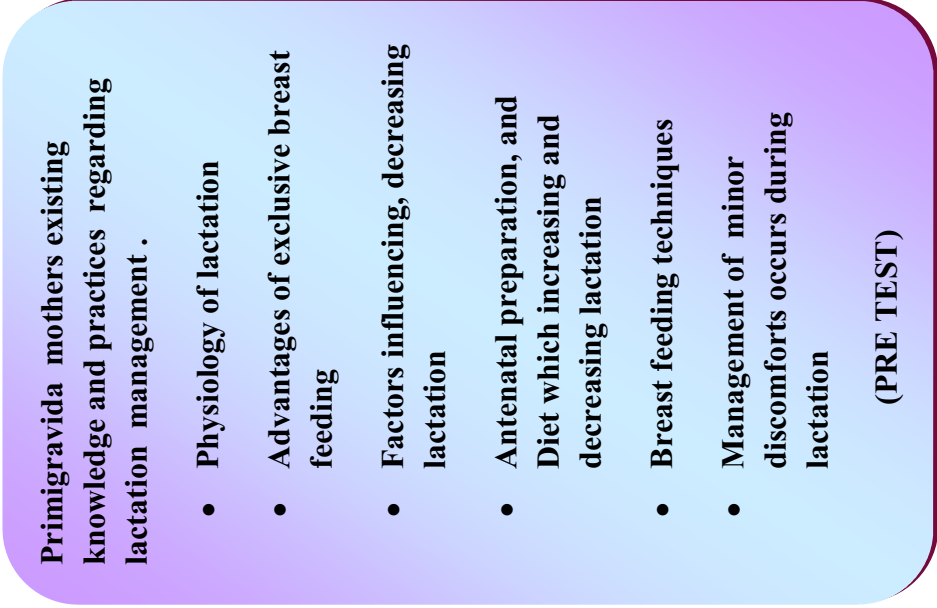 Primigravida mothers existing
knowledge and practices regarding
lactation management .
• Physiology of lactation
• Advantages of exclusive breast
feeding
• Factors influencing, decreasing
lactation
• Antenatal preparation, and
Diet which increasing and
decreasing lactation
• Breast feeding techniques
• Management of minor
discomforts occurs during
lactation
(PRE TEST)